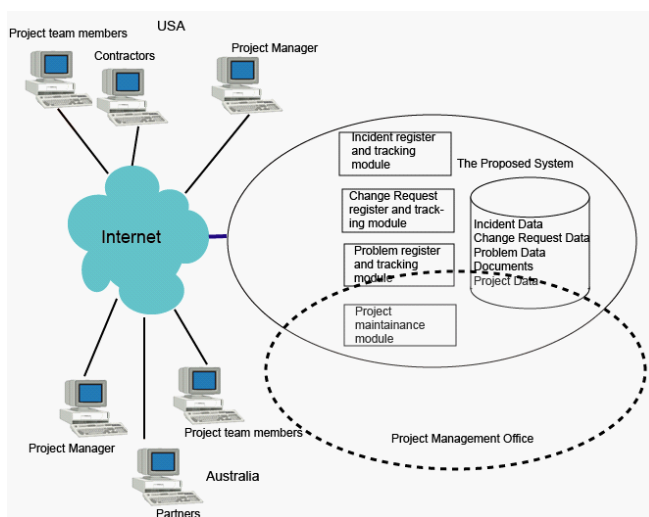 USA
Project team members
Contractors
Project Manager
Incident register
and tracking
module
The Proposed System
Change Request
register and track-
ing module
Problem register
and tracking
module
Project
maintainance
module
Incident Data
Change Request Data
Problem Data
Documents
Project Data
Internet
Project Manager
Project team members
Project Management Office
Australia
Partners